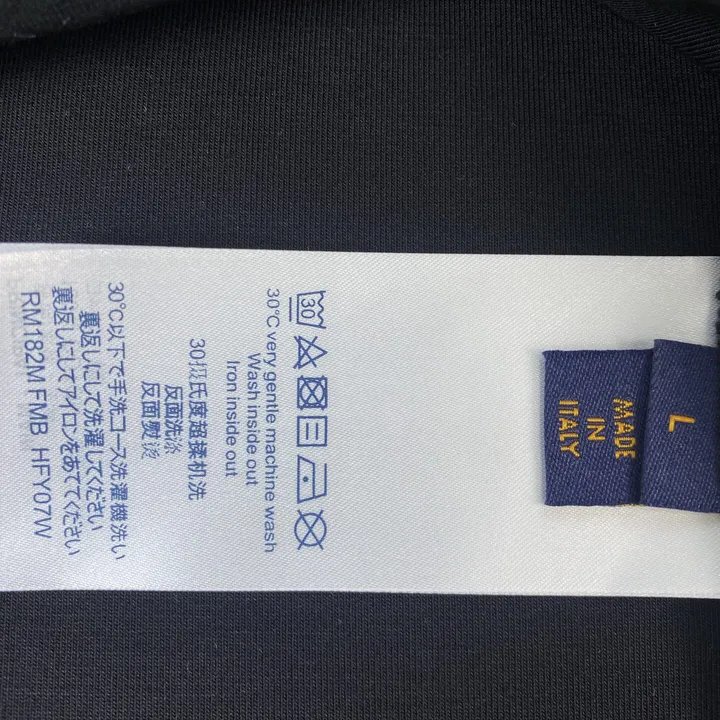 L
MADE
IN
ITALY
30
30°C very gentle machine wash
Wash inside out
Iron inside out
30摄氏度超柔机洗
反面洗涤
反面熨烫
30°C以下で手洗コース洗濯機洗い
裏返しにして洗濯してください
裏返しにしてアイロンをあててください
RM182M FMB HFY07W